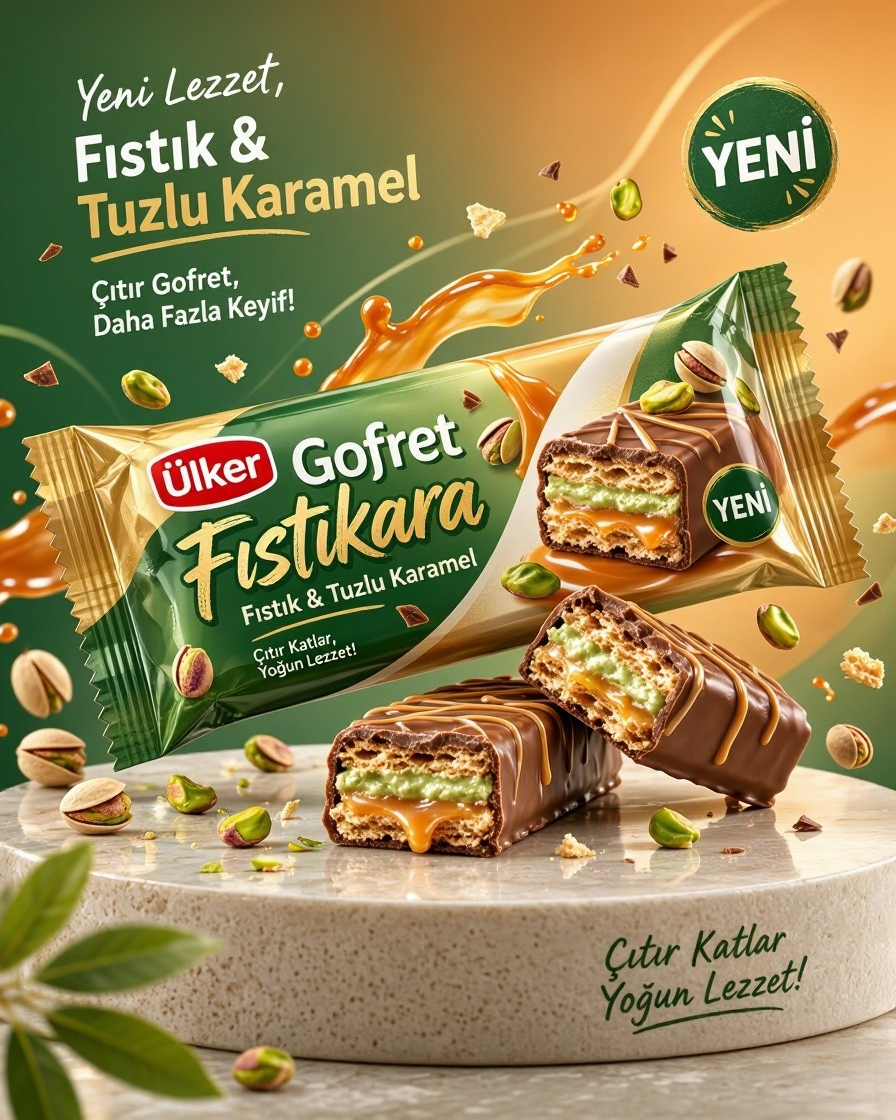 Yeni Lezzet,
Fıstık &
Tuzlu Karamel
Çıtır Gofret,
Daha Fazla Keyif!
YENİ
Ülker
Gofret
Fıstıkara
Fıstık & Tuzlu Karamel
Çıtır Katlar,
Yoğun Lezzet!
YENİ
Çıtır Katlar
Yoğun Lezzet!